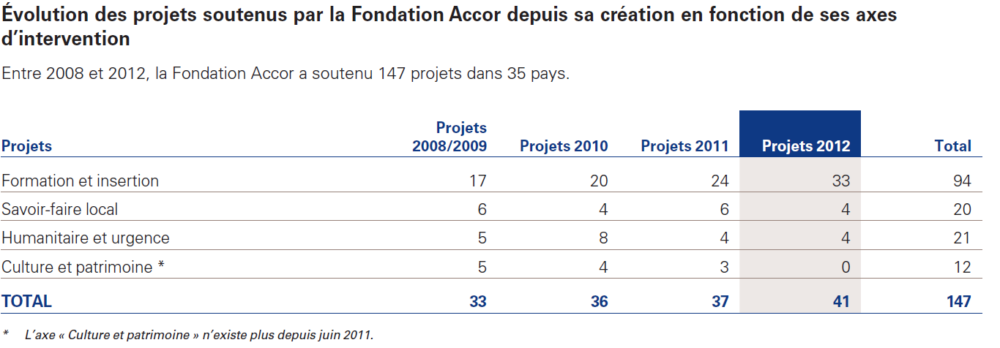 Évolution des projets soutenus par la Fondation Accor depuis sa création en fonction de ses axes
d’intervention
Entre 2008 et 2012, la Fondation Accor a soutenu 147 projets dans 35 pays.
Projets
Projets 2008/2009 Projets 2010 Projets 2011 Projets 2012 Total
Formation et insertion 17 20 24 33 94
Savoir-faire local 6 4 6 4 20
Humanitaire et urgence 5 8 4 4 21
Culture et patrimoine * 5 4 3 0 12
TOTAL 33 36 37 41 147
* L’axe « Culture et patrimoine » n’existe plus depuis juin 2011.